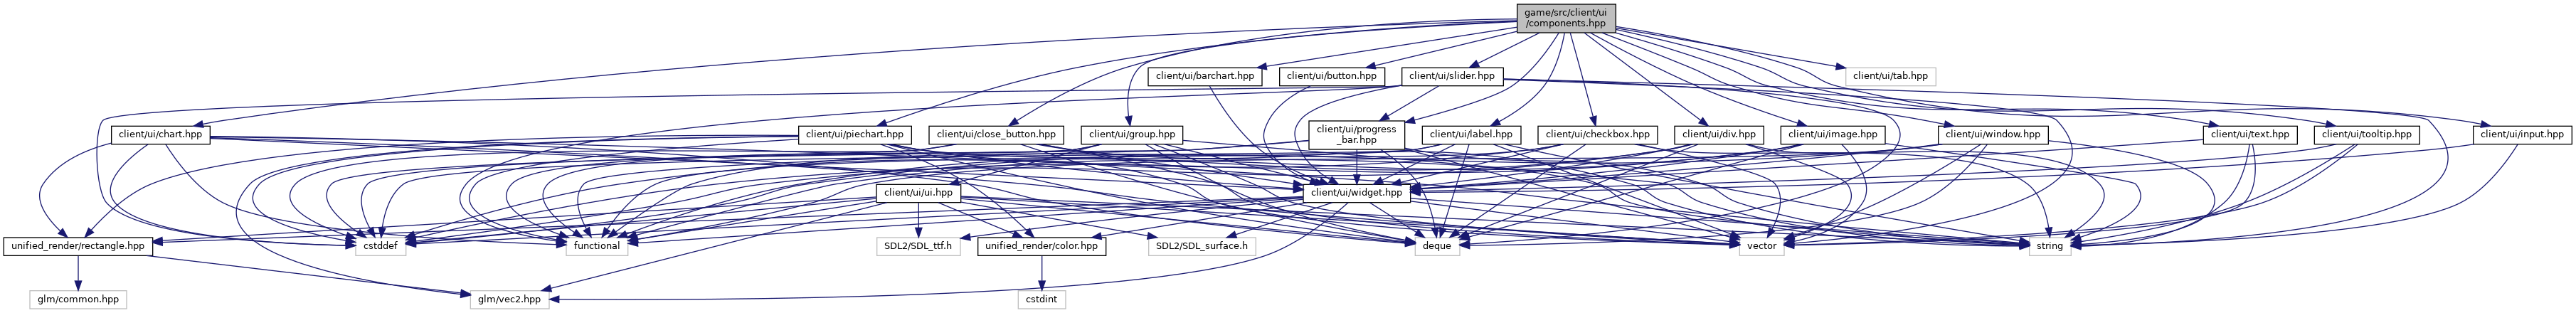 game/src/client/ui
/components.hpp
client/ui/barchart.hpp
client/ui/button.hpp
client/ui/slider.hpp
client/ui/tab.hpp
client/ui/chart.hpp
client/ui/piechart.hpp
client/ui/close_button.hpp
client/ui/group.hpp
client/ui/progress
_bar.hpp
client/ui/label.hpp
client/ui/checkbox.hpp
client/ui/div.hpp
client/ui/image.hpp
client/ui/window.hpp
client/ui/text.hpp
client/ui/tooltip.hpp
client/ui/input.hpp
client/ui/ui.hpp
client/ui/widget.hpp
unified_render/rectangle.hpp
cstddef
functional
SDL2/SDL_ttf.h
unified_render/color.hpp
SDL2/SDL_surface.h
deque
vector
string
glm/common.hpp
glm/vec2.hpp
cstdint